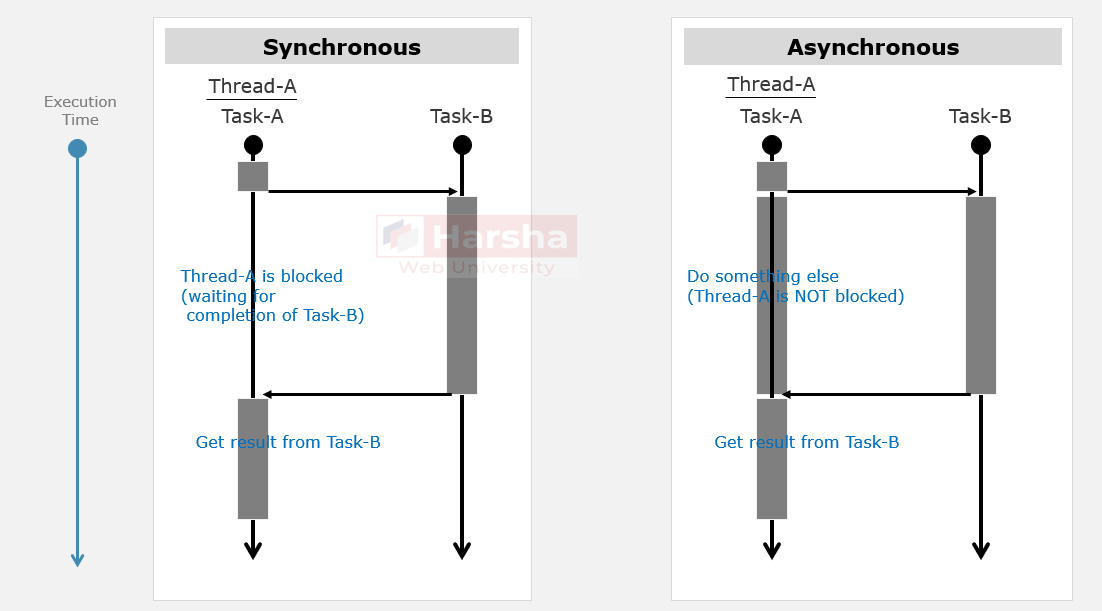 Synchronous
Asynchronous
Execution
Time
Thread-A
Task-A
Task-B
Thread-A
Task-A
Task-B
Harsha
Web University
Thread-A is blocked
(waiting for
completion of Task-B)
Do something else
(Thread-A is NOT blocked)
Get result from Task-B
Get result from Task-B